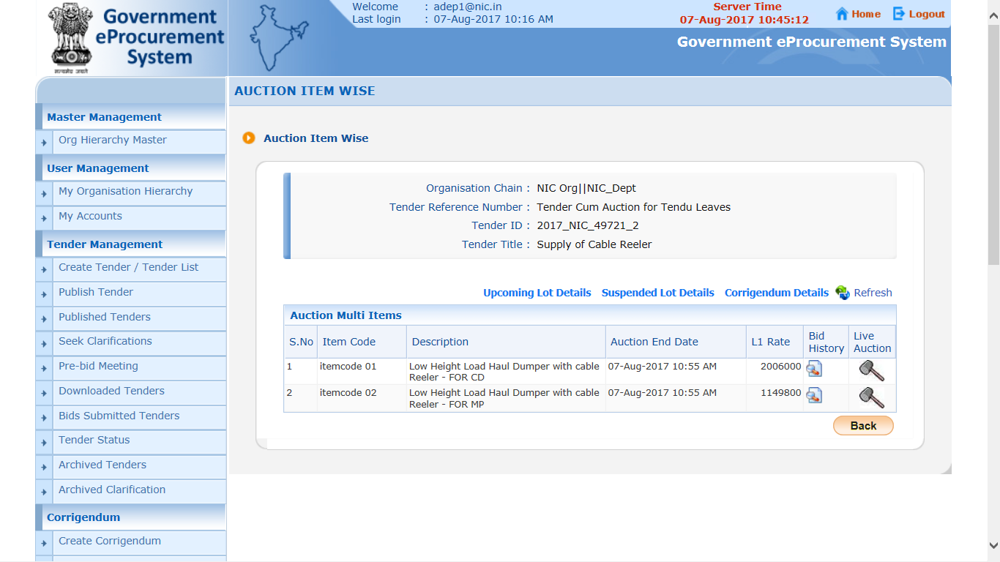 Government
eProcurement
System
सत्यमेव जयते
Welcome : adep1@nic.in
Last login : 07-Aug-2017 10:16 AM
Server Time
07-Aug-2017 10:45:12
Home
Logout
Government eProcurement System
AUCTION ITEM WISE
Master Management
Org Hierarchy Master
User Management
My Organisation Hierarchy
My Accounts
Tender Management
Create Tender / Tender List
Publish Tender
Published Tenders
Seek Clarifications
Pre-bid Meeting
Downloaded Tenders
Bids Submitted Tenders
Tender Status
Archived Tenders
Archived Clarification
Corrigendum
Create Corrigendum
Auction Item Wise
Organisation Chain : NIC Org||NIC_Dept
Tender Reference Number : Tender Cum Auction for Tendu Leaves
Tender ID : 2017_NIC_49721_2
Tender Title : Supply of Cable Reeler
Upcoming Lot Details Suspended Lot Details Corrigendum Details Refresh
Auction Multi Items
S.No Item Code Description Auction End Date L1 Rate Bid History Live Auction
1 itemcode 01 Low Height Load Haul Dumper with cable 07-Aug-2017 10:55 AM 2006000
Reeler - FOR CD
2 itemcode 02 Low Height Load Haul Dumper with cable 07-Aug-2017 10:55 AM 1149800
Reeler - FOR MP
Back